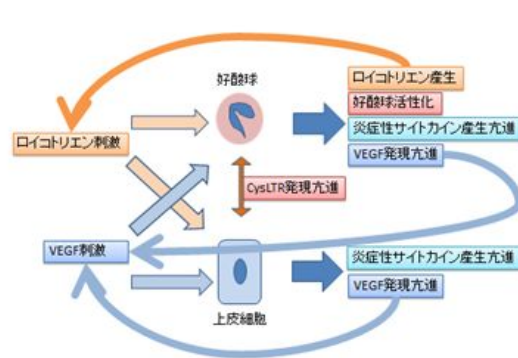 好酸球
ロイコトリエン産生
好酸球活性化
炎症性サイトカイン産生亢進
VEGF発現亢進
ロイコトリエン刺激
CysLTR発現亢進
VEGF刺激
上皮細胞
炎症性サイトカイン産生亢進
VEGF発現亢進